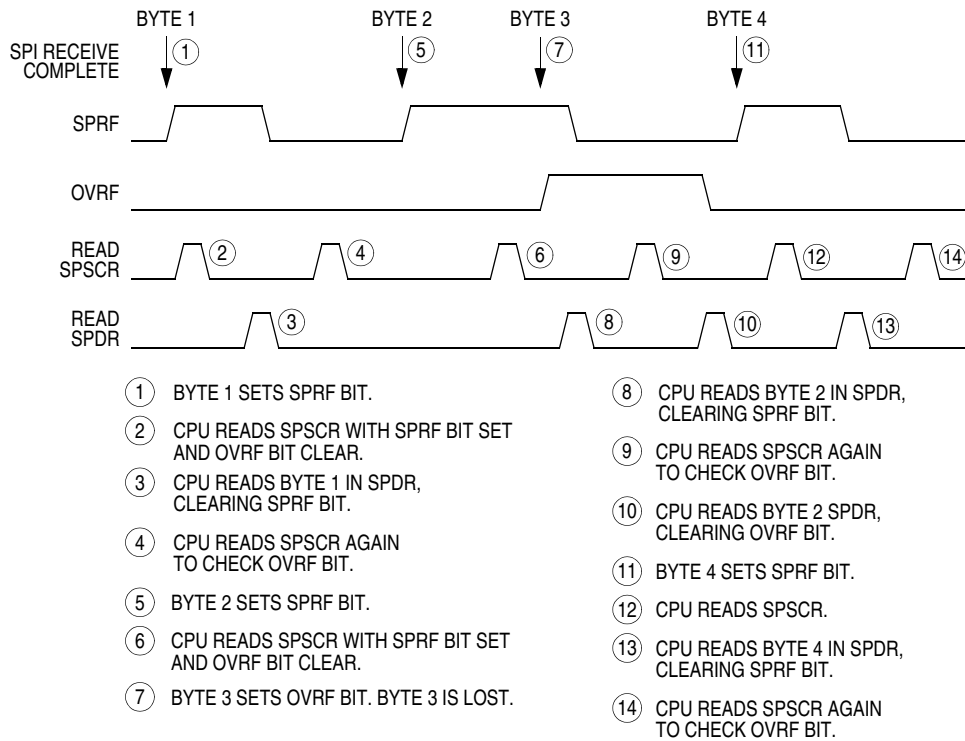 BYTE 1 BYTE 2 BYTE 3 BYTE 4
SPI RECEIVE
COMPLETE
1 5 7 11
SPRF
OVRF
READ
SPSCR
2 4 6 9 12 14
READ
SPDR
3 8 10 13
1 BYTE 1 SETS SPRF BIT.
2 CPU READS SPSCR WITH SPRF BIT SET
AND OVRF BIT CLEAR.
3 CPU READS BYTE 1 IN SPDR,
CLEARING SPRF BIT.
4 CPU READS SPSCR AGAIN
TO CHECK OVRF BIT.
5 BYTE 2 SETS SPRF BIT.
6 CPU READS SPSCR WITH SPRF BIT SET
AND OVRF BIT CLEAR.
7 BYTE 3 SETS OVRF BIT. BYTE 3 IS LOST.
8 CPU READS BYTE 2 IN SPDR,
CLEARING SPRF BIT.
9 CPU READS SPSCR AGAIN
TO CHECK OVRF BIT.
10 CPU READS BYTE 2 SPDR,
CLEARING OVRF BIT.
11 BYTE 4 SETS SPRF BIT.
12 CPU READS SPSCR.
13 CPU READS BYTE 4 IN SPDR,
CLEARING SPRF BIT.
14 CPU READS SPSCR AGAIN
TO CHECK OVRF BIT.